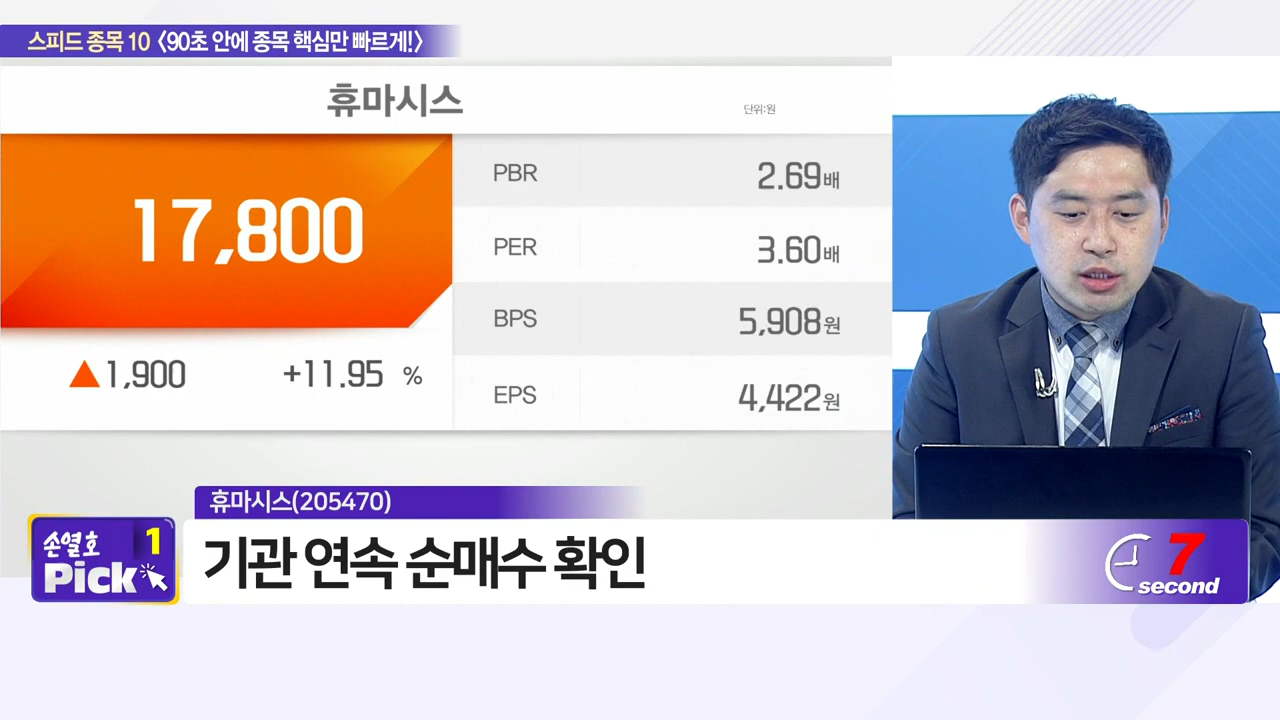 스피드 종목 10 〈90초 안에 종목 핵심만 빠르게!〉
휴마시스
단위:원
17,800
▲1,900 +11.95 %
PBR 2.69배
PER 3.60배
BPS 5,908원
EPS 4,422원
휴마시스(205470)
손열호 1
Pick
기관 연속 순매수 확인
7
second